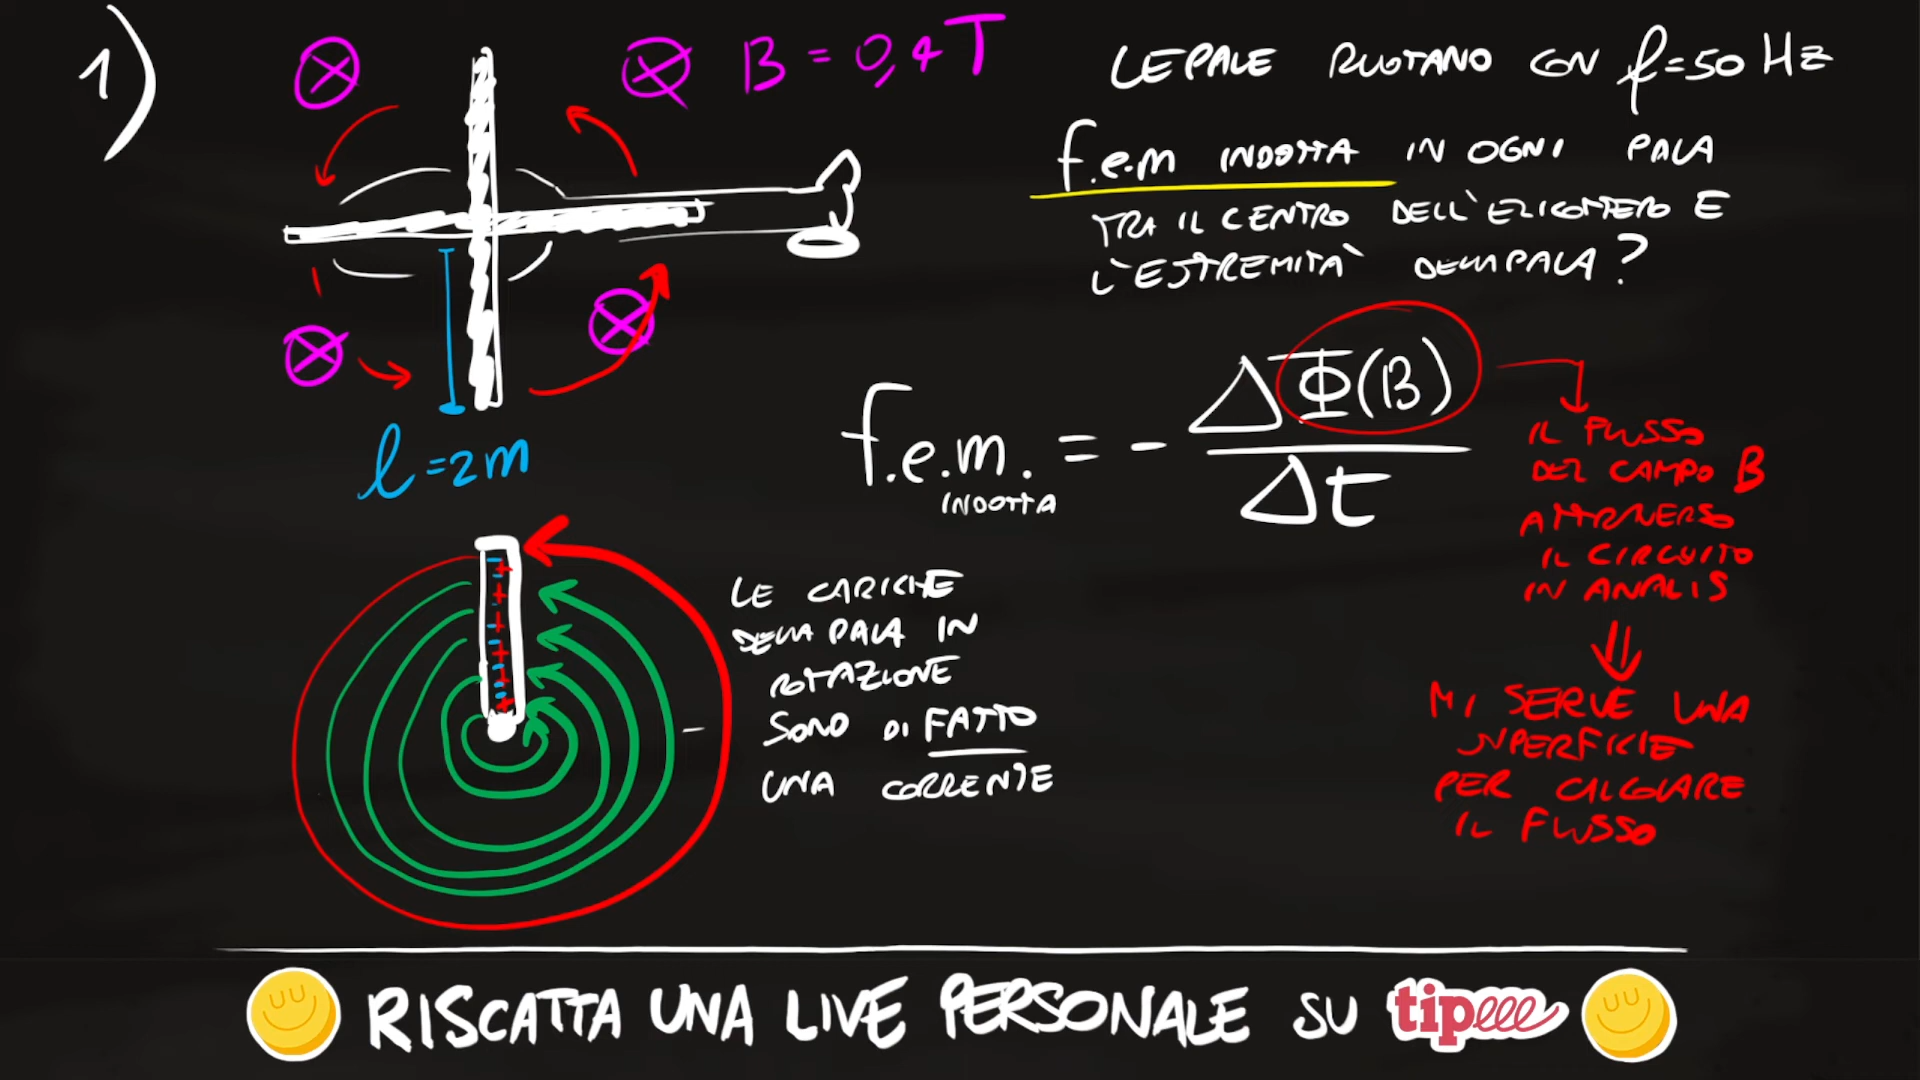 1)
B = 0,4 T
LE PALE RUOTANO CON f=50 Hz
f.e.m INDOTTA IN OGNI PALA
TRA IL CENTRO DELL'ELICOTTERO E
L'ESTREMITÀ DELLA PALA?
l=2m
f.e.m. = - ΔΦ(B)
INDOTTA
Δt
IL FLUSSO
DEL CAMPO B
ATTRAVERSO
IL CIRCUITO
IN ANALIS
⇓
MI SERVE UNA
SUPERFICIE
PER CALCOLARE
IL FLUSSO
LE CARICHE
DELLA PALA IN
ROTAZIONE
SONO DI FATTO
UNA CORRENTE
RISCATTA UNA LIVE PERSONALE SU tipeee